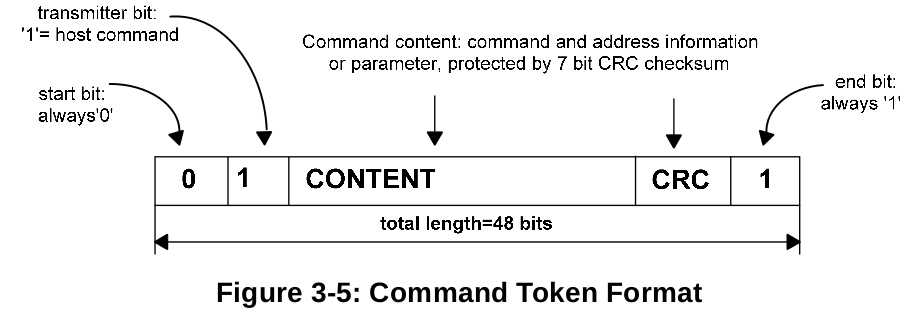 transmitter bit:
'1'= host command
Command content: command and address information
or parameter, protected by 7 bit CRC checksum
start bit:
always'0'
end bit:
always '1'
0 1 CONTENT CRC 1
total length=48 bits
Figure 3-5: Command Token Format